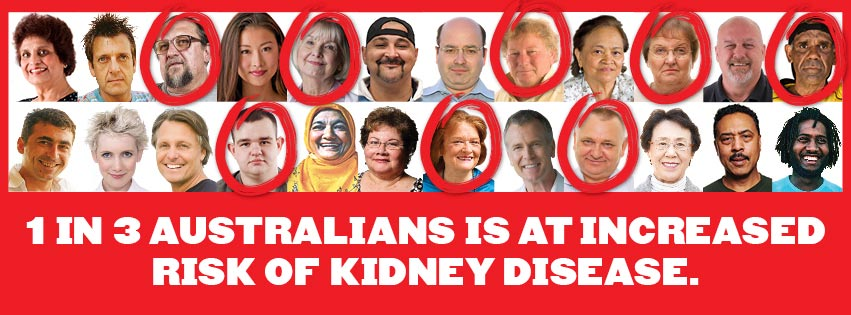 1 IN 3 AUSTRALIANS IS AT INCREASED
RISK OF KIDNEY DISEASE.